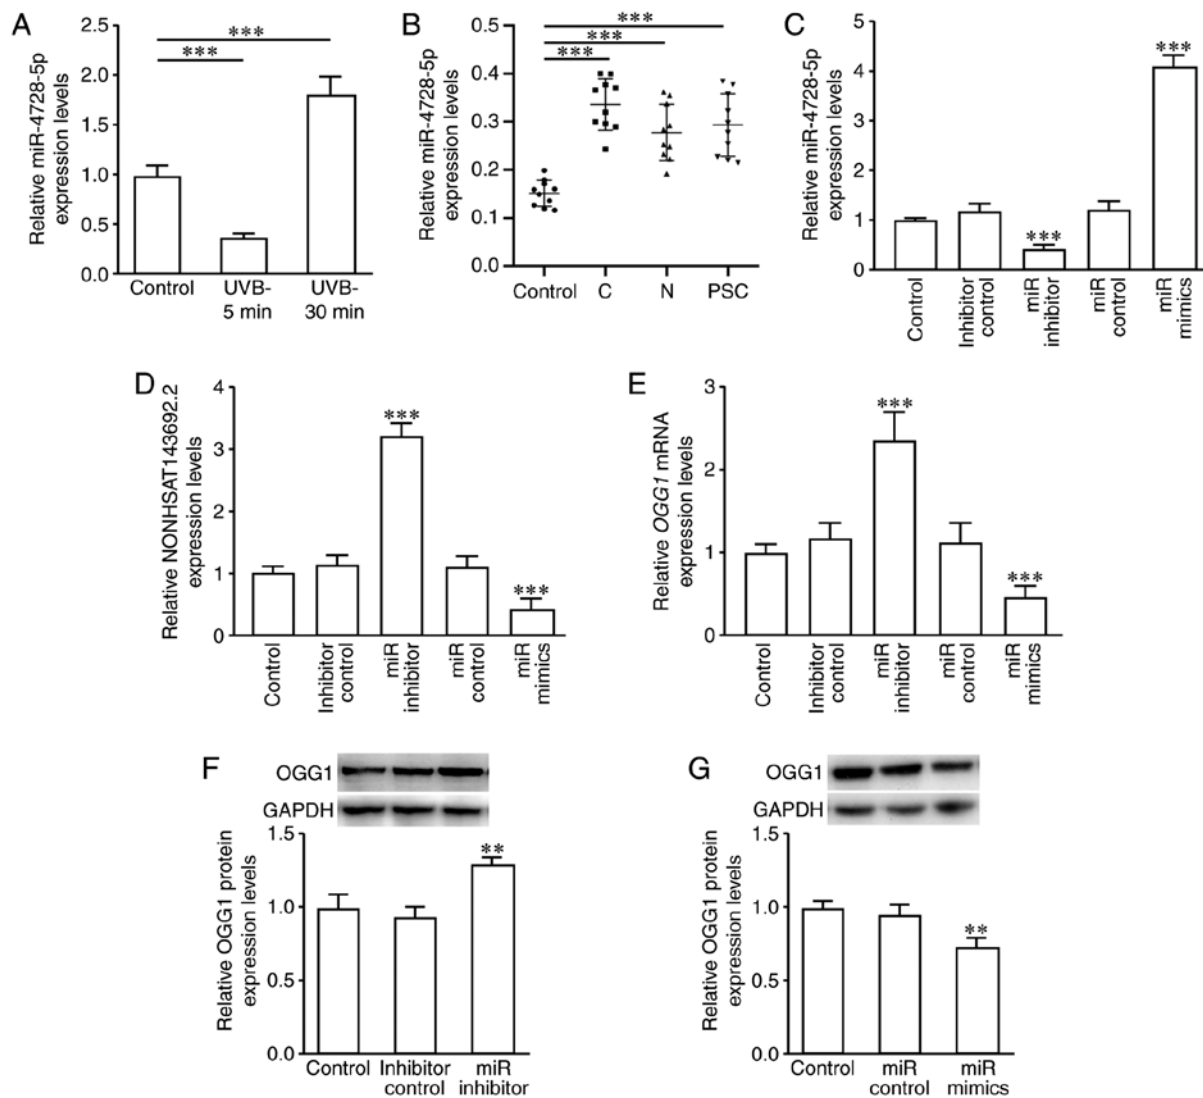 A
Relative miR-4728-5p
expression levels
2.5
2.0
1.5
1.0
0.5
0.0
***
***
Control
UVB-
5 min
UVB-
30 min
B
Relative miR-4728-5p
expression levels
0.5
0.4
0.3
0.2
0.1
0.0
***
***
***
Control
C
N
PSC
C
Relative miR-4728-5p
expression levels
5
4
3
2
1
0
***
***
Control
Inhibitor
control
miR
inhibitor
miR
control
miR
mimics
D
Relative NONHSAT143692.2
expression levels
4
3
2
1
0
***
***
Control
Inhibitor
control
miR
inhibitor
miR
control
miR
mimics
E
Relative OGG1 mRNA
expression levels
3
2
1
0
***
***
Control
Inhibitor
control
miR
inhibitor
miR
control
miR
mimics
F
OGG1
GAPDH
Relative OGG1 protein
expression levels
1.5
1.0
0.5
0.0
**
Control
Inhibitor
control
miR
inhibitor
G
OGG1
GAPDH
Relative OGG1 protein
expression levels
1.5
1.0
0.5
0.0
**
Control
miR
control
miR
mimics